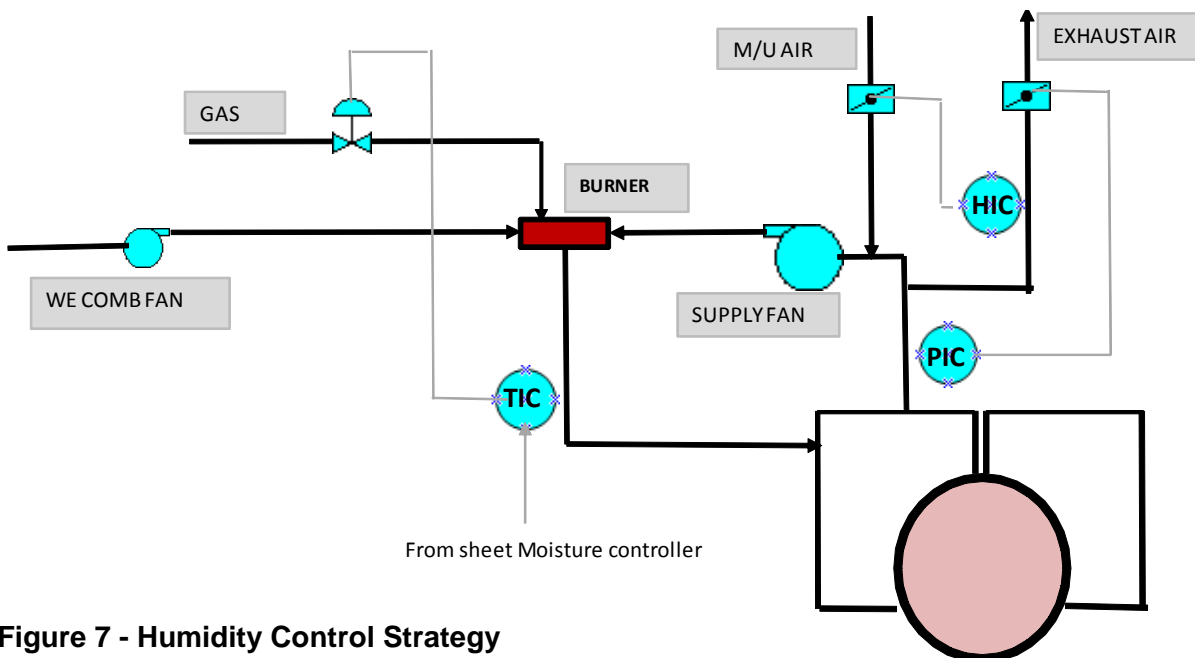 EXHAUST AIR
M/U AIR
GAS
BURNER
HIC
WE COMB FAN
SUPPLY FAN
PIC
TIC
From sheet Moisture controller
Figure 7 - Humidity Control Strategy